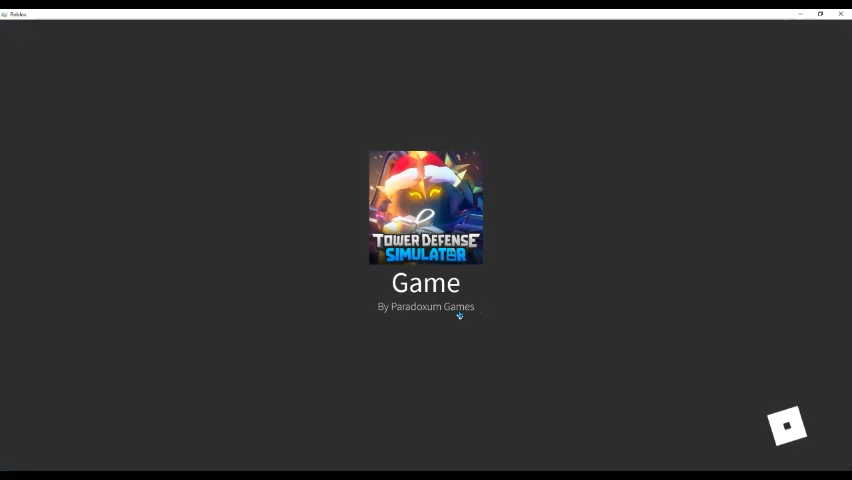 Roblox
TOWER DEFENSE
SIMULATOR
Game
By Paradoxum Games